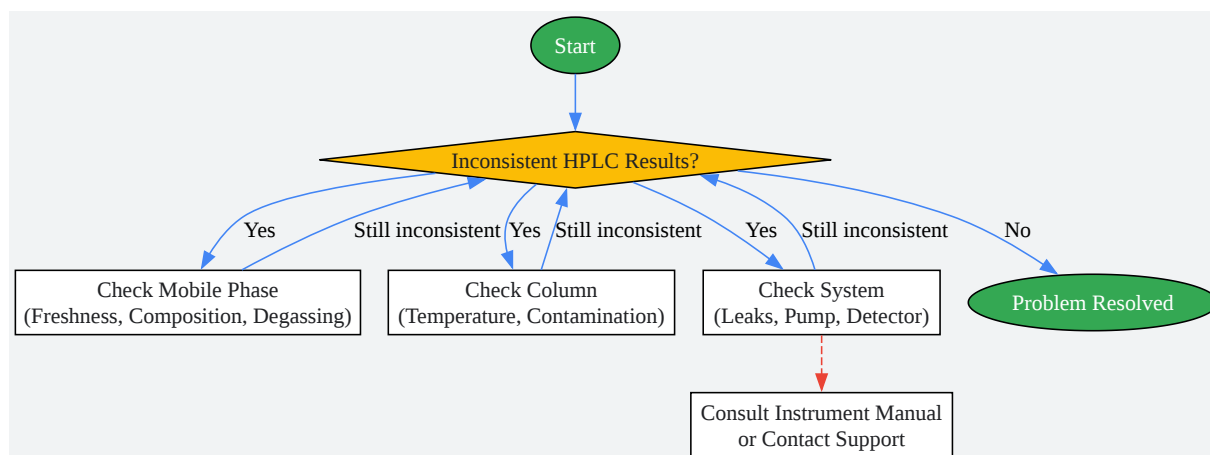 Start
Inconsistent HPLC Results?
Yes
Still inconsistent
Yes
Still inconsistent
Yes
Still inconsistent
No
Check Mobile Phase
(Freshness, Composition, Degassing)
Check Column
(Temperature, Contamination)
Check System
(Leaks, Pump, Detector)
Problem Resolved
Consult Instrument Manual
or Contact Support